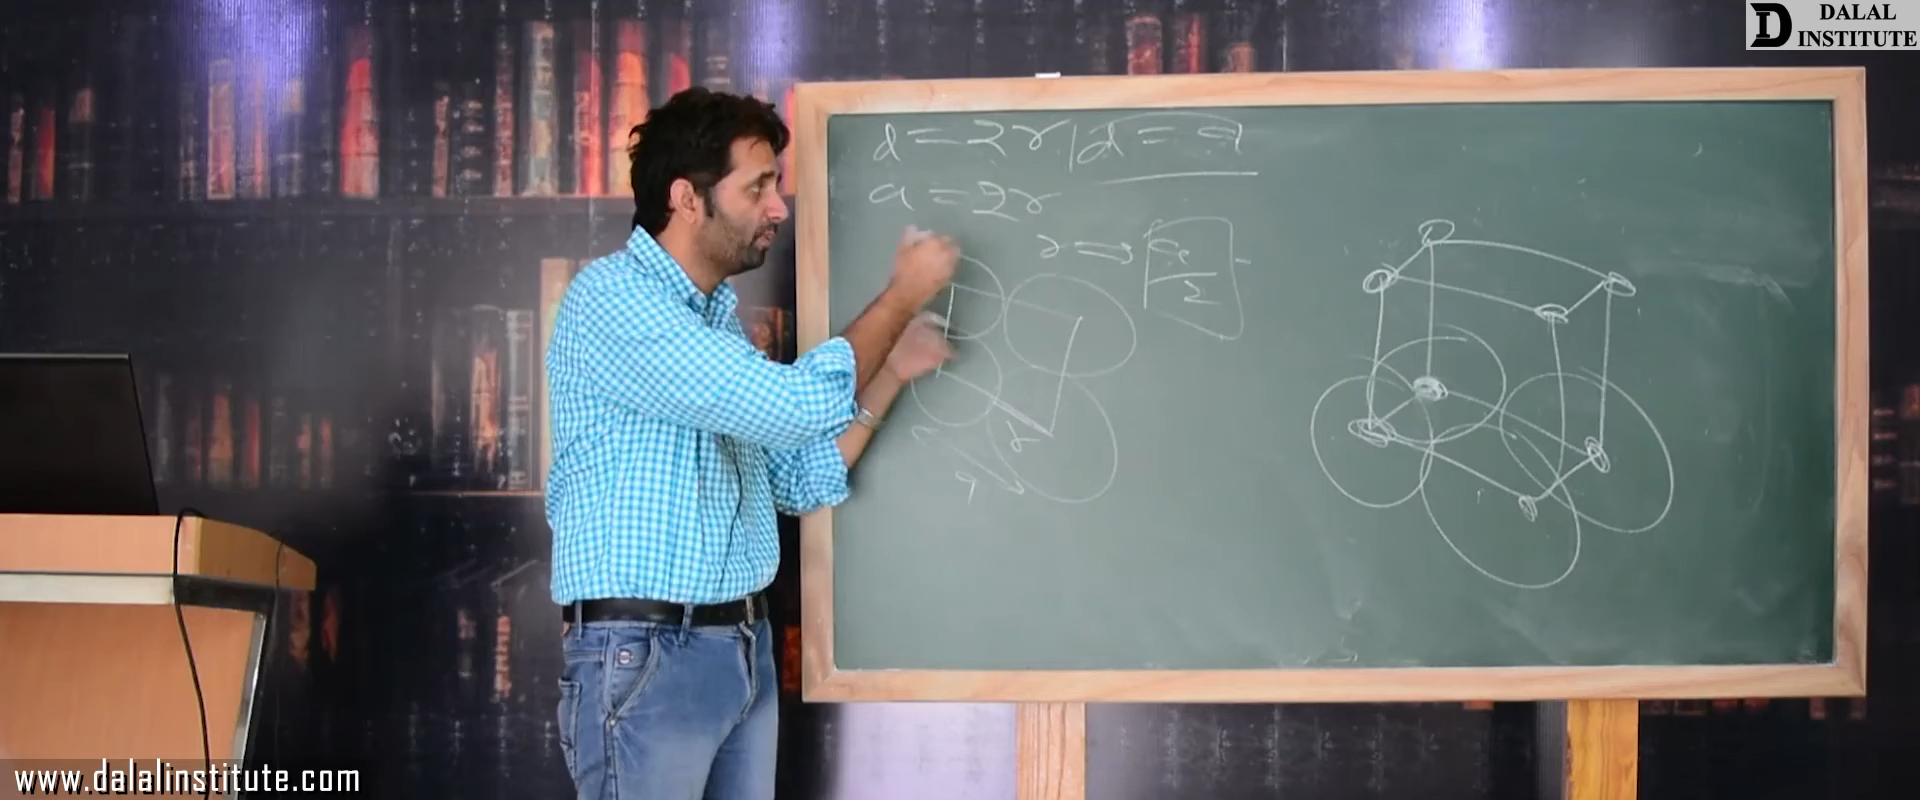 DALAL
INSTITUTE
d = 2r | d = a
a = 2r
r ⇒ a/2
r
a
www.dalalinstitute.com